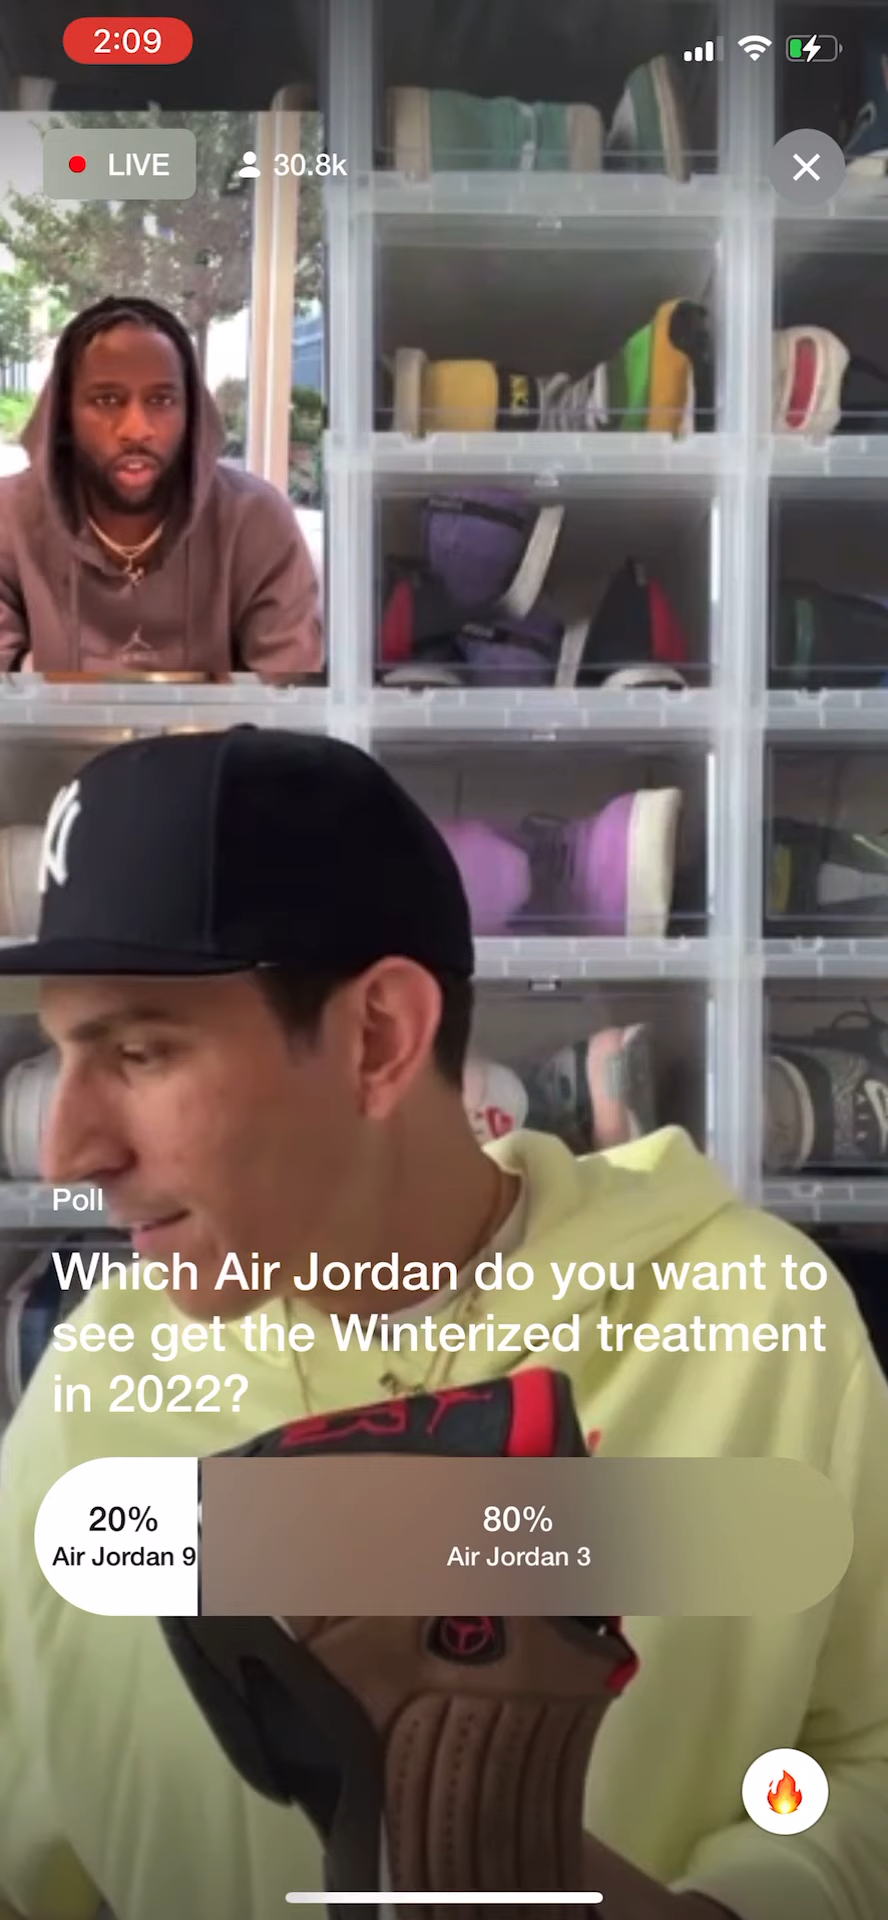 2:09
LIVE
30.8k
Poll
Which Air Jordan do you want to
see get the Winterized treatment
in 2022?
20%
Air Jordan 9
80%
Air Jordan 3